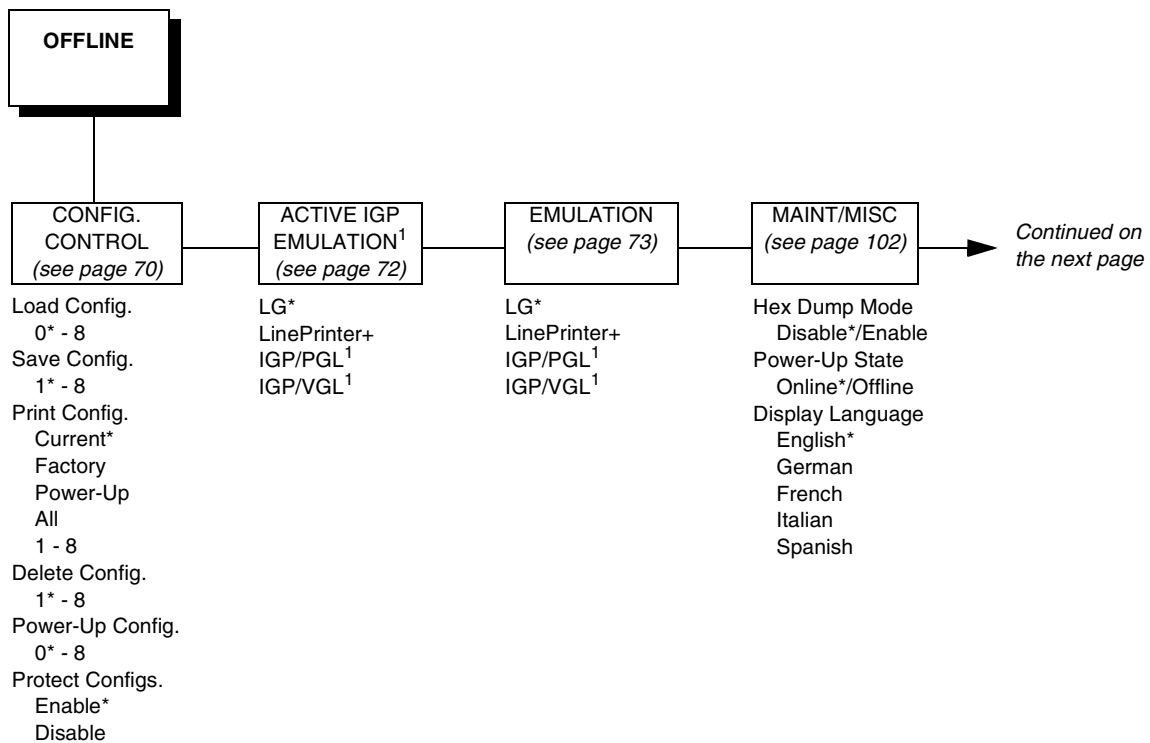 OFFLINE
CONFIG.
CONTROL
(see page 70)
Load Config.
0* - 8
Save Config.
1* - 8
Print Config.
Current*
Factory
Power-Up
All
1 - 8
Delete Config.
1* - 8
Power-Up Config.
0* - 8
Protect Configs.
Enable*
Disable
ACTIVE IGP
EMULATION1
(see page 72)
LG*
LinePrinter+
IGP/PGL1
IGP/VGL1
EMULATION
(see page 73)
LG*
LinePrinter+
IGP/PGL1
IGP/VGL1
MAINT/MISC
(see page 102)
Hex Dump Mode
Disable*/Enable
Power-Up State
Online*/Offline
Display Language
English*
German
French
Italian
Spanish
Continued on
the next page